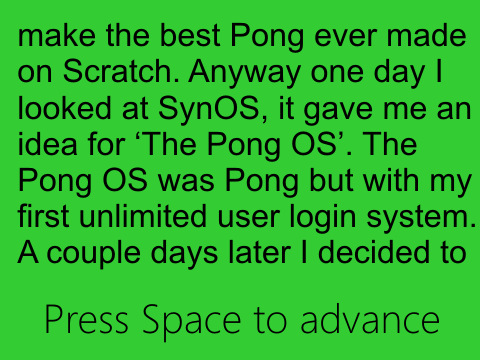 make the best Pong ever made
on Scratch. Anyway one day I
looked at SynOS, it gave me an
idea for ‘The Pong OS’. The
Pong OS was Pong but with my
first unlimited user login system.
A couple days later I decided to
Press Space to advance